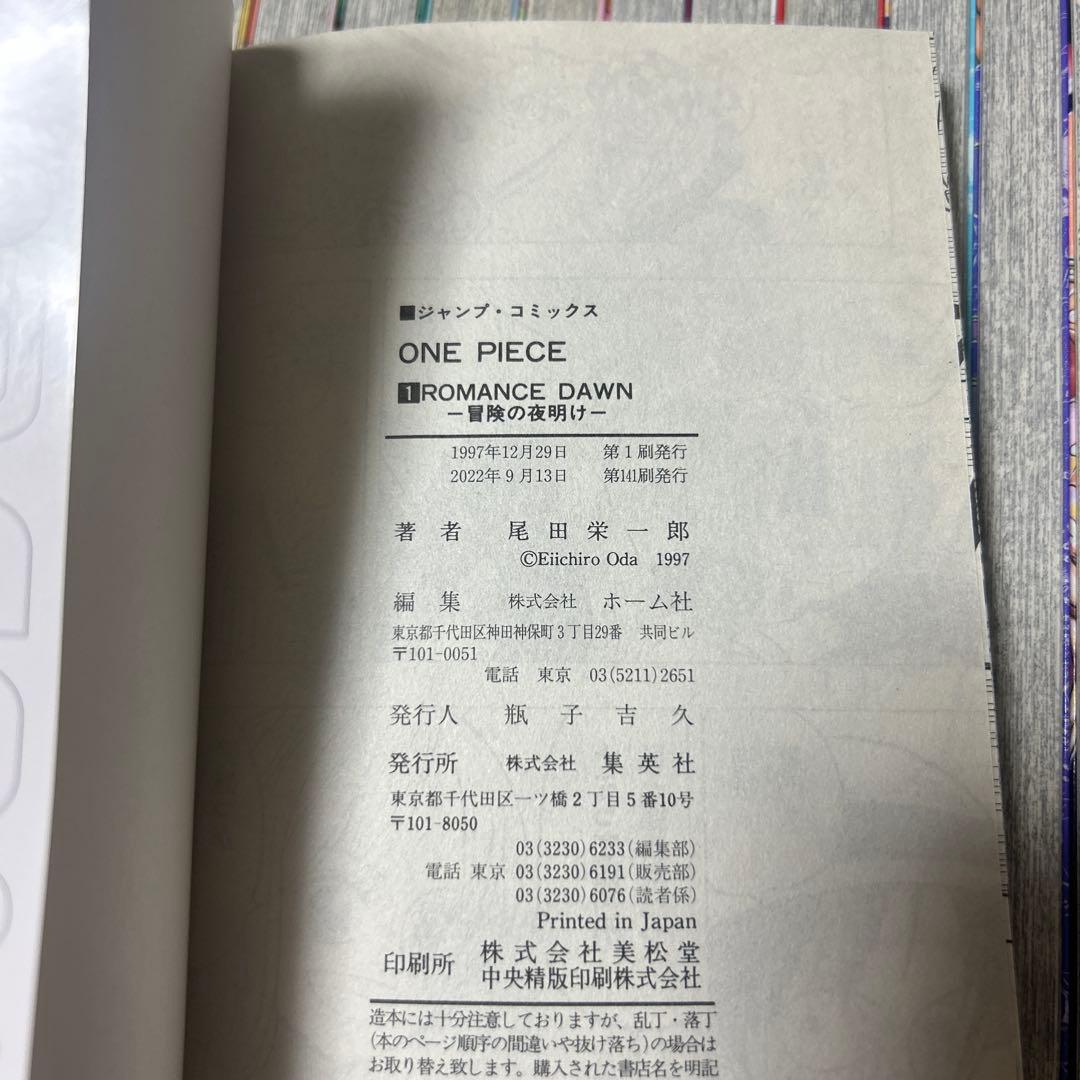 ■ジャンプ・コミックス
ONE PIECE
1 ROMANCE DAWN
―冒険の夜明け―
1997年12月29日 第1刷発行
2022年9月13日 第141刷発行
著者 尾田栄一郎
©Eiichiro Oda 1997
編集 株式会社 ホーム社
東京都千代田区神田神保町3丁目29番 共同ビル
〒101-0051
電話 東京 03(5211)2651
発行人 瓶子吉久
発行所 株式会社 集英社
東京都千代田区一ツ橋2丁目5番10号
〒101-8050
03(3230)6233(編集部)
電話 東京 03(3230)6191(販売部)
03(3230)6076(読者係)
Printed in Japan
印刷所 株式会社美松堂
中央精版印刷株式会社
造本には十分注意しておりますが、乱丁・落丁
(本のページ順序の間違いや抜け落ち)の場合は
お取り替え致します。購入された書店名を明記